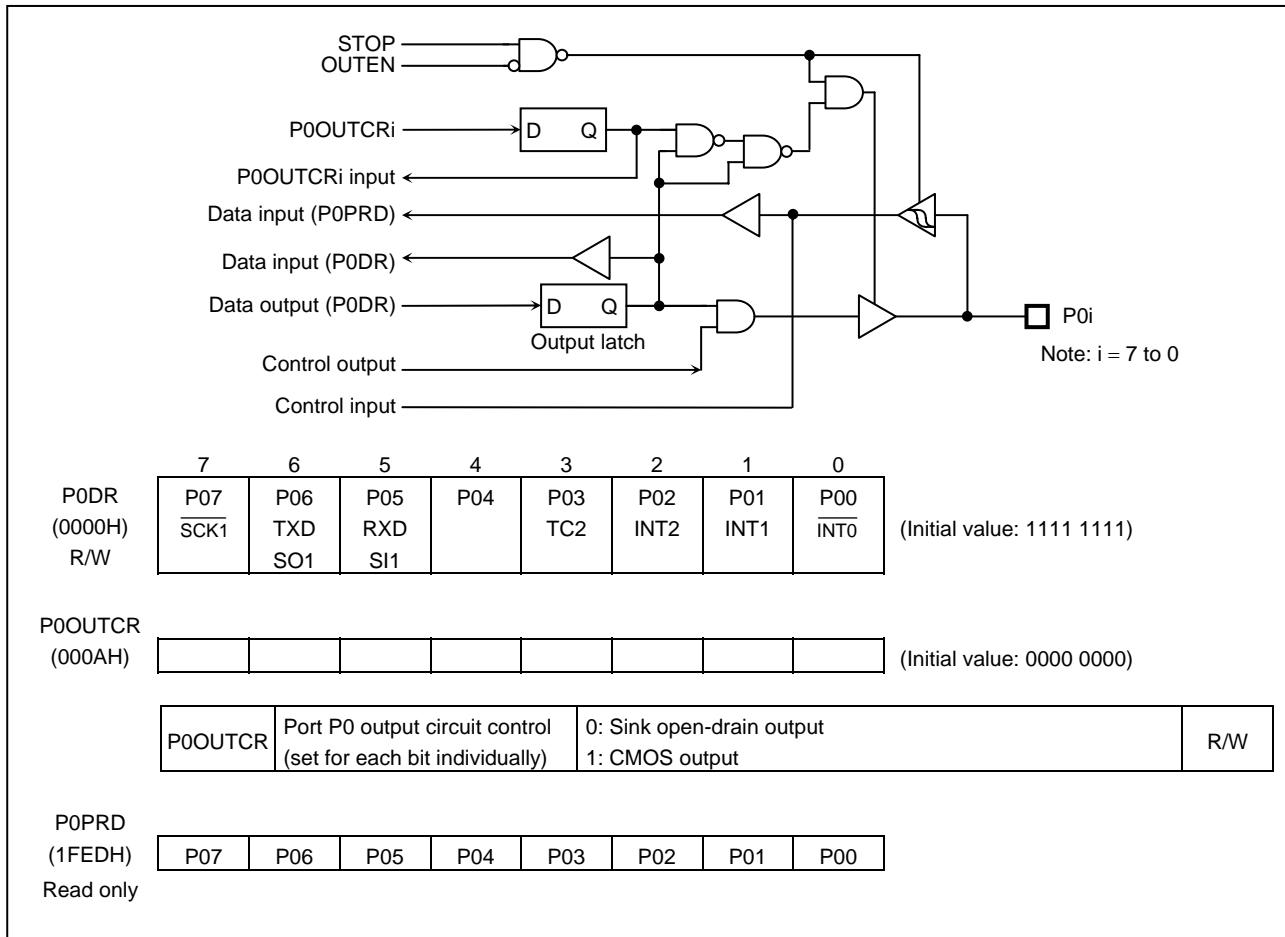 STOP
OUTEN
P0OUTCRi
D Q
P0OUTCRi input
Data input (P0PRD)
Data input (P0DR)
Data output (P0DR)
D Q
Output latch
P0i
Note: i = 7 to 0
Control output
Control input
7 6 5 4 3 2 1 0
P0DR
(0000H)
R/W
P07 P06 P05 P04 P03 P02 P01 P00
SCK1 TXD RXD TC2 INT2 INT1 INT0
SO1 SI1
(Initial value: 1111 1111)
P0OUTCR
(000AH)
(Initial value: 0000 0000)
P0OUTCR
Port P0 output circuit control
(set for each bit individually)
0: Sink open-drain output
1: CMOS output
R/W
P0PRD
(1FEDH)
Read only
P07 P06 P05 P04 P03 P02 P01 P00